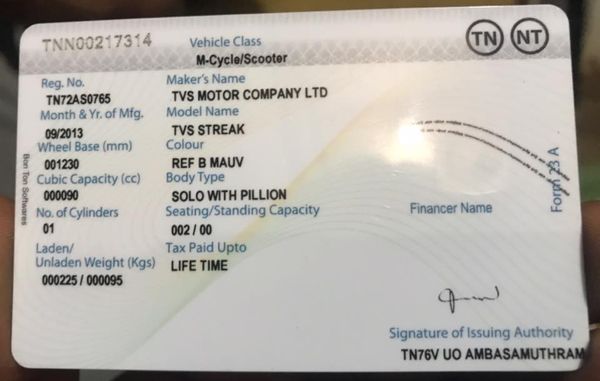 TNN00217314
TN NT
Vehicle Class
M-Cycle/Scooter
Reg. No.
TN72AS0765
Maker's Name
TVS MOTOR COMPANY LTD
Month & Yr. of Mfg.
09/2013
Model Name
TVS STREAK
Wheel Base (mm)
001230
Colour
REF B MAUV
Cubic Capacity (cc)
000090
Body Type
SOLO WITH PILLION
No. of Cylinders
01
Seating/Standing Capacity
002 / 00
Laden/
Unladen Weight (Kgs)
000225 / 000095
Tax Paid Upto
LIFE TIME
Financer Name
Form 23 A
Bon Ton Softwares
Signature of Issuing Authority
TN76V UO AMBASAMUTHRAM